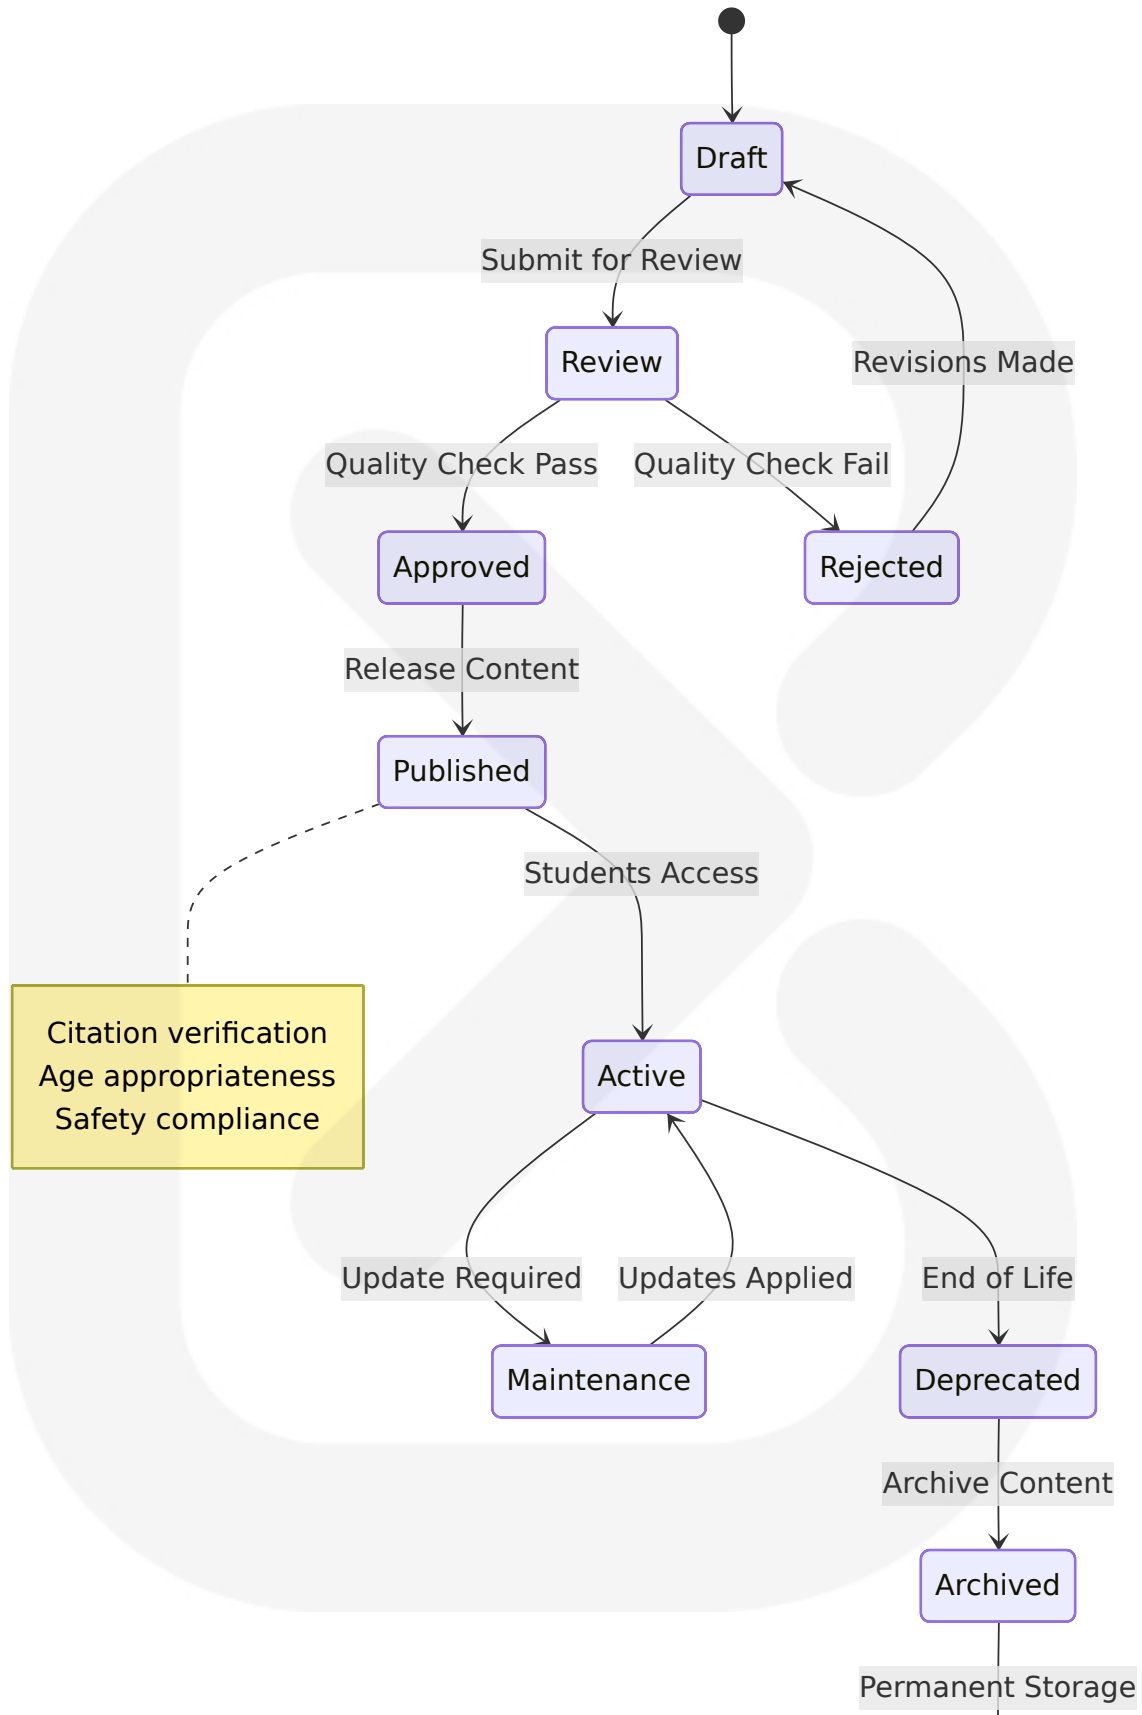 Draft
Submit for Review
Review
Revisions Made
Quality Check Pass
Quality Check Fail
Approved
Rejected
Release Content
Published
Students Access
Citation verification
Age appropriateness
Safety compliance
Active
Update Required
Updates Applied
End of Life
Maintenance
Deprecated
Archive Content
Archived
Permanent Storage